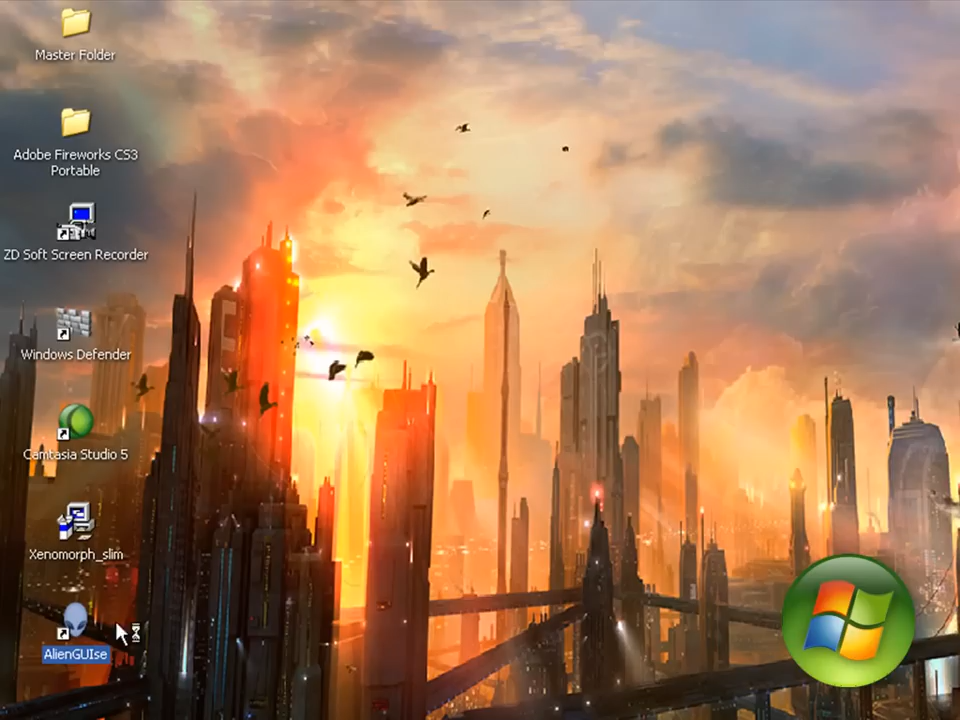 Master Folder
Adobe Fireworks CS3
Portable
ZD Soft Screen Recorder
Windows Defender
Camtasia Studio 5
Xenomorph_slim
AlienGUIse